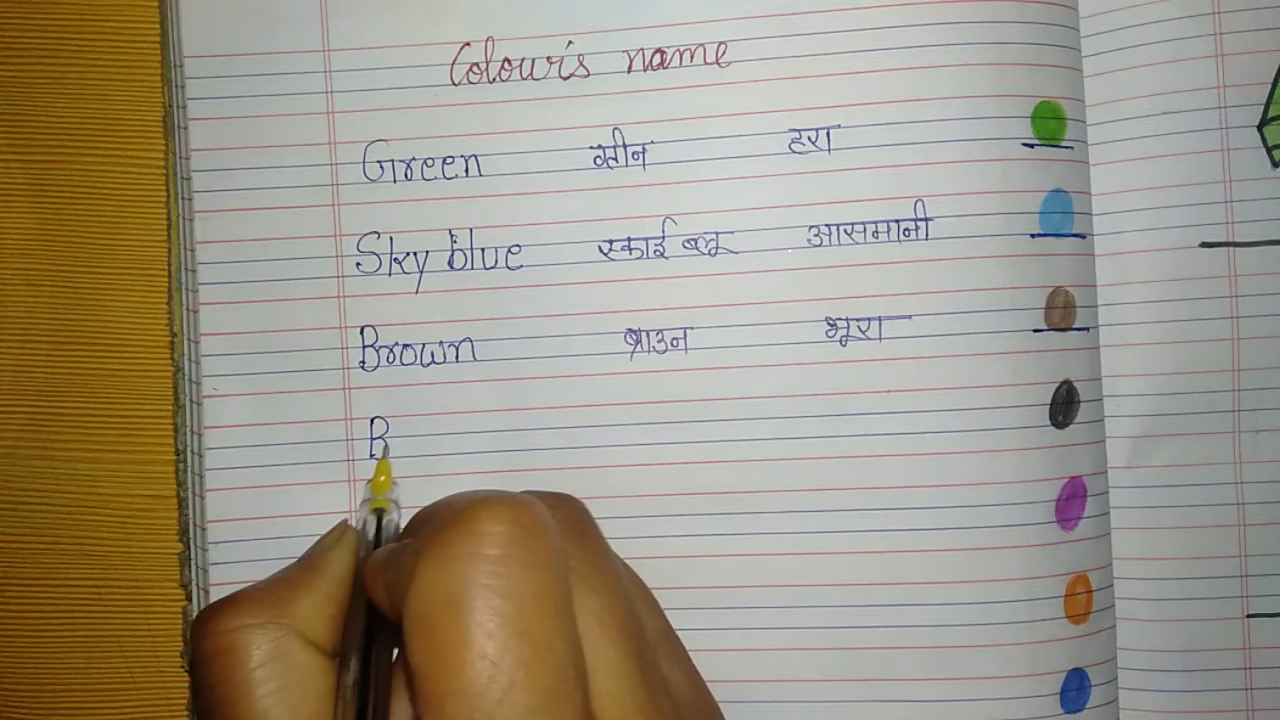 Colour's name
Green ग्रीन हरा
Sky blue स्काई ब्लू आसमानी
Brown ब्राउन भूरा
B